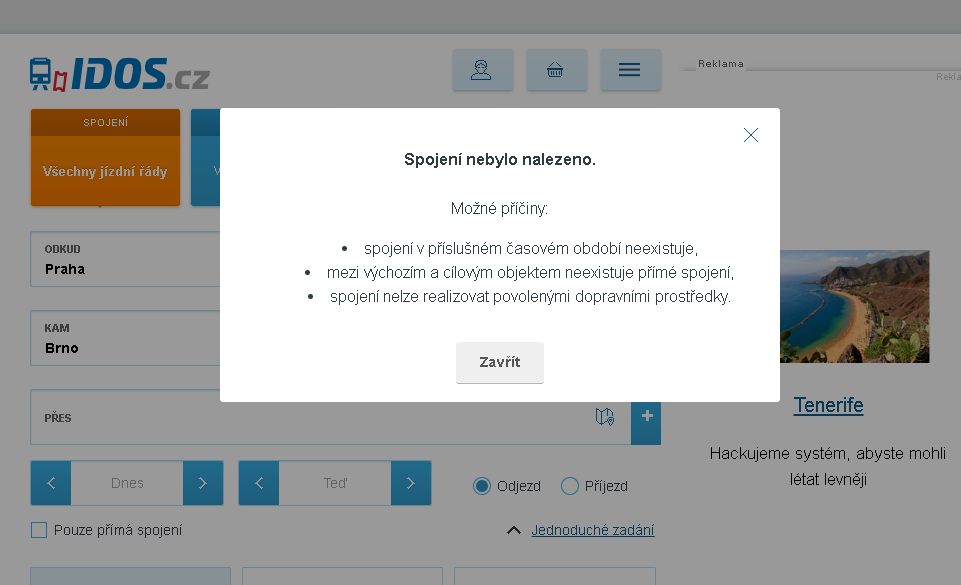 IDOS.cz
Reklama
SPOJENÍ
Všechny jízdní řády
ODKUD
Praha
KAM
Brno
PŘES
Spojení nebylo nalezeno.
Možné příčiny:
spojení v příslušném časovém období neexistuje,
mezi výchozím a cílovým objektem neexistuje přímé spojení,
spojení nelze realizovat povolenými dopravními prostředky.
Zavřít
Dnes
Teď
Odjezd
Příjezd
Pouze přímá spojení
Jednoduché zadání
Tenerife
Hackujeme systém, abyste mohli
létat levněji